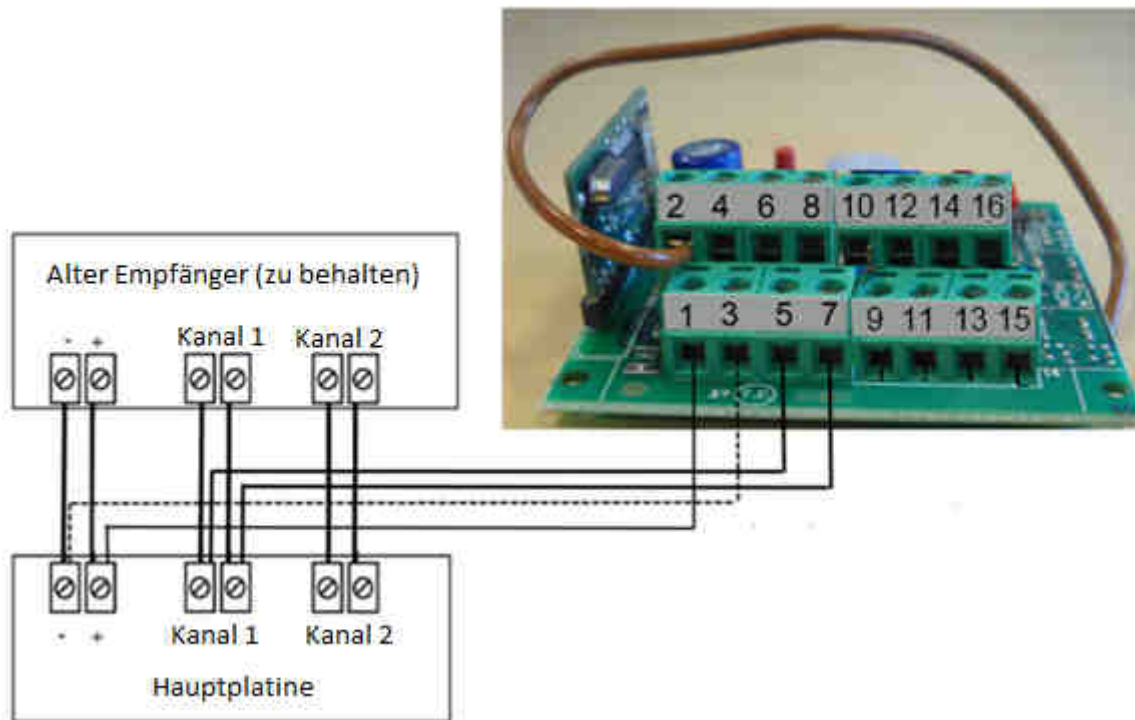 2 4 6 8 10 12 14 16
1 3 5 7 9 11 13 15
Alter Empfänger (zu behalten)
- + Kanal 1 Kanal 2
- + Kanal 1 Kanal 2
Hauptplatine